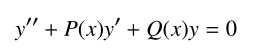 y′′ + P(x)y′ + Q(x)y = 0